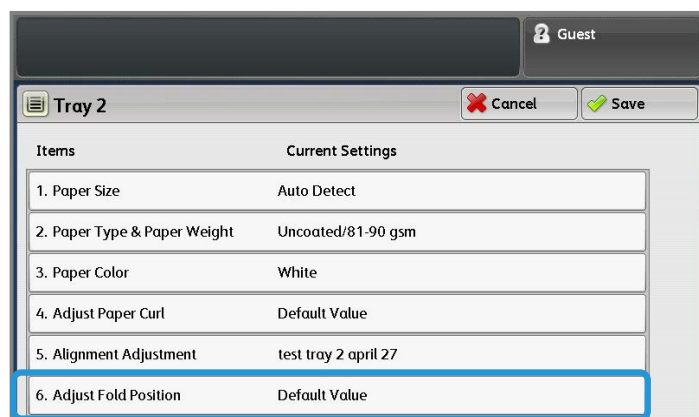 Guest
Tray 2 Cancel Save
Items Current Settings
1. Paper Size Auto Detect
2. Paper Type & Paper Weight Uncoated/81-90 gsm
3. Paper Color White
4. Adjust Paper Curl Default Value
5. Alignment Adjustment test tray 2 april 27
6. Adjust Fold Position Default Value